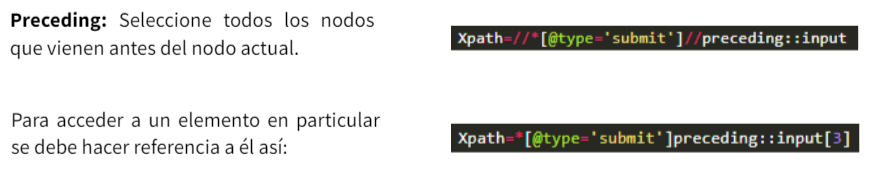 Preceding: Seleccione todos los nodos
que vienen antes del nodo actual.
Xpath=//*[@type='submit']//preceding::input
Para acceder a un elemento en particular
se debe hacer referencia a él así:
Xpath=*[@type='submit']preceding::input[3]